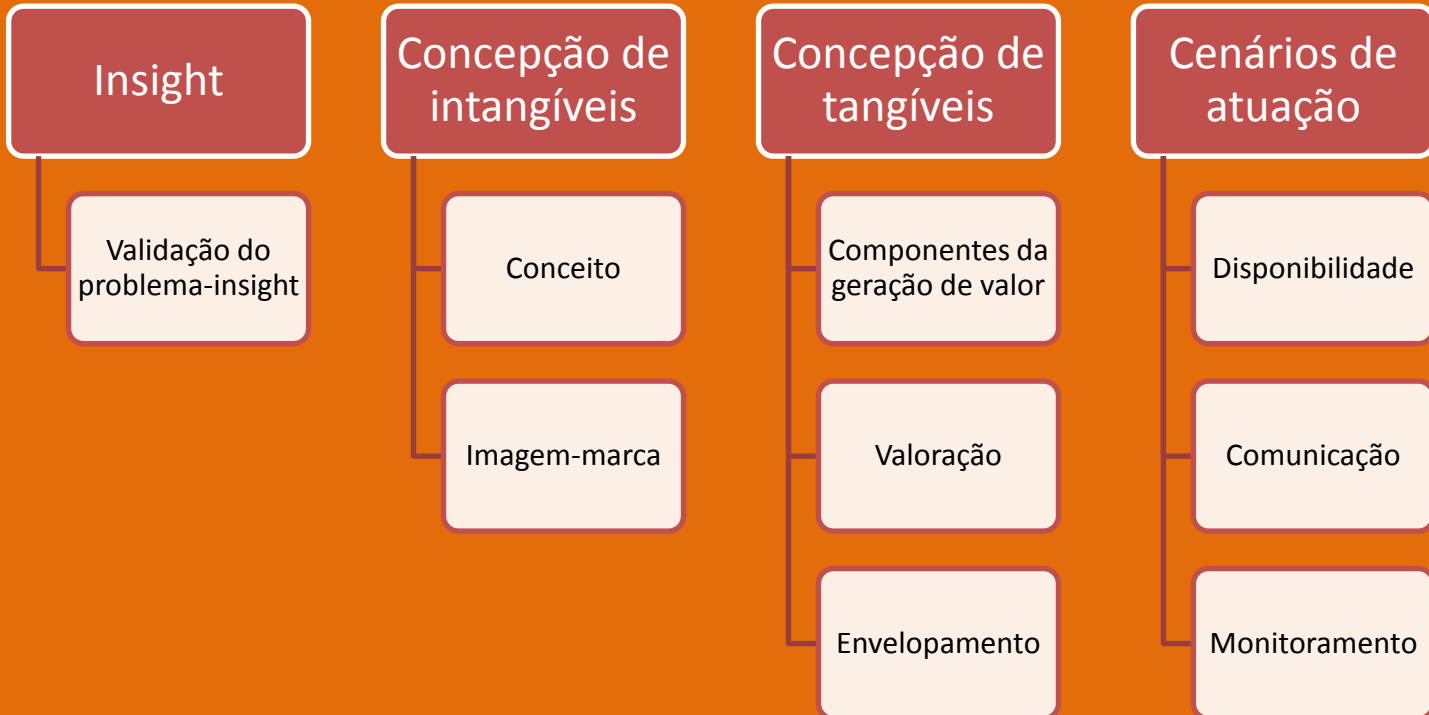 Insight
Validação do
problema-insight
Concepção de
intangíveis
Conceito
Imagem-marca
Concepção de
tangíveis
Componentes da
geração de valor
Valoração
Envelopamento
Cenários de
atuação
Disponibilidade
Comunicação
Monitoramento